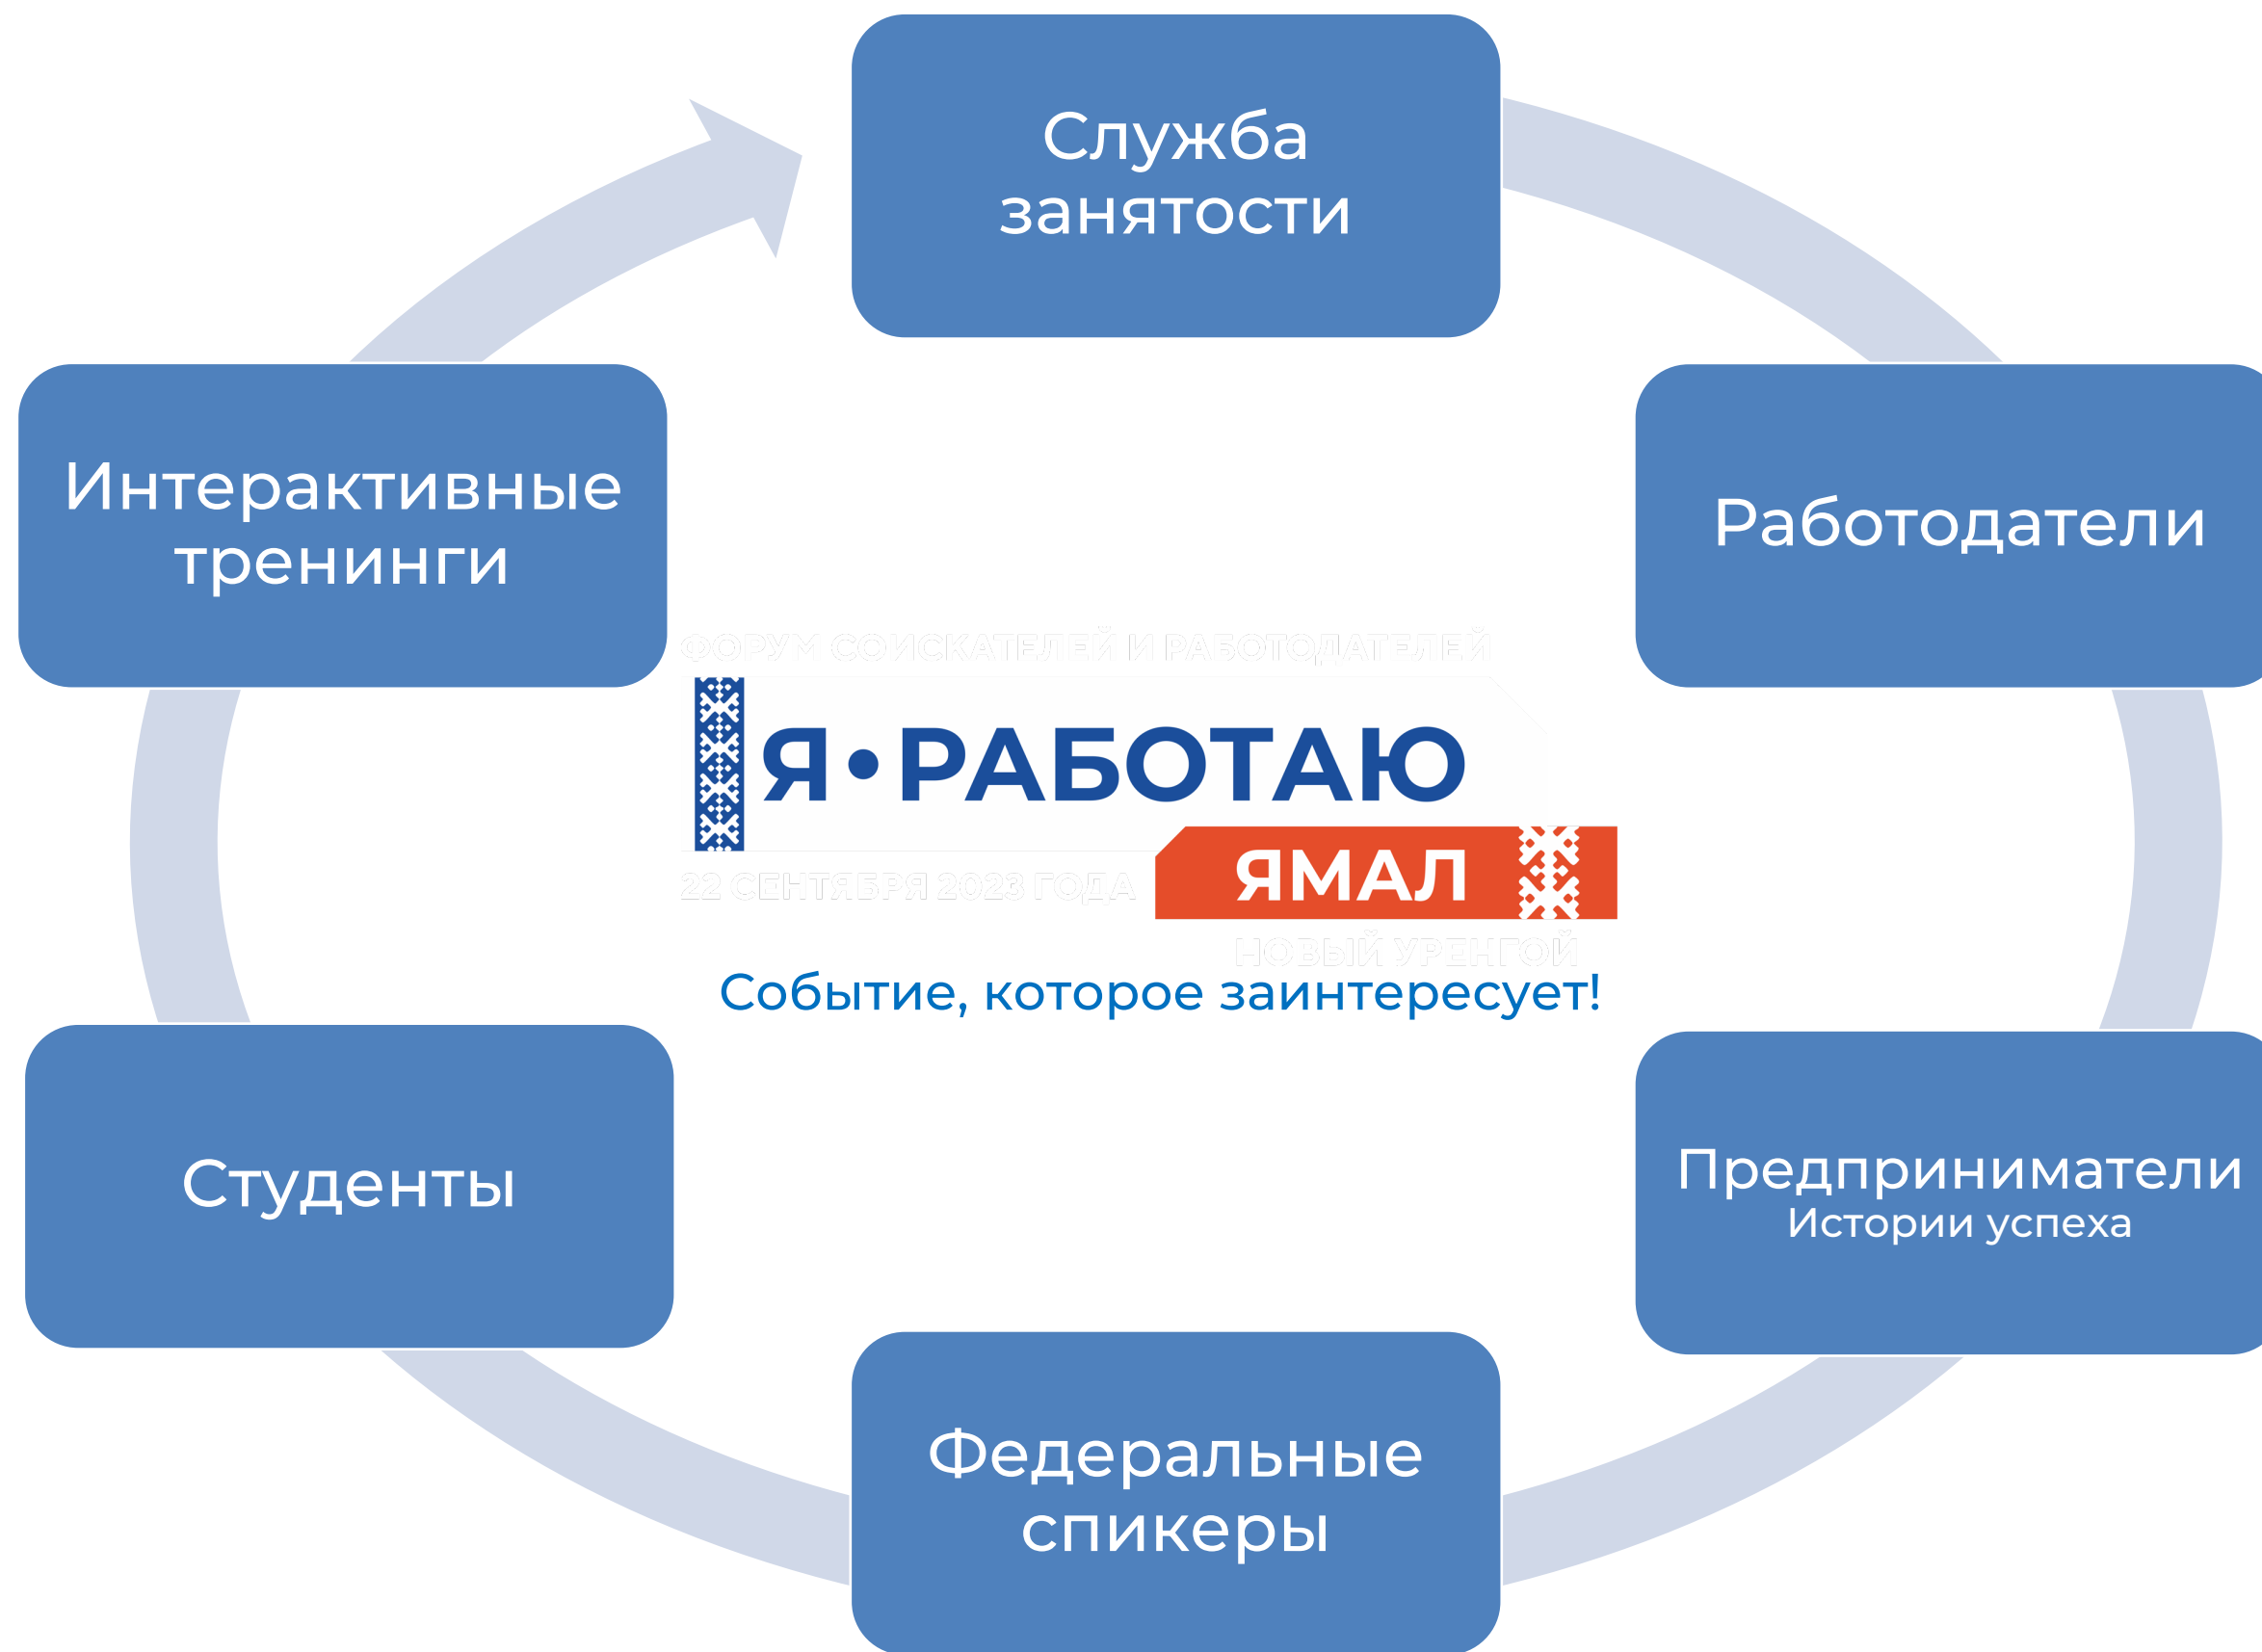 Служба
занятости
Интерактивные
тренинги
Работодатели
ФОРУМ СОИСКАТЕЛЕЙ И РАБОТОДАТЕЛЕЙ
Я•РАБОТАЮ
ЯМАЛ
22 СЕНТЯБРЯ 2023 ГОДА
НОВЫЙ УРЕНГОЙ
Событие, которое заинтересует!
Студенты
Предприниматели
Истории успеха
Федеральные
спикеры